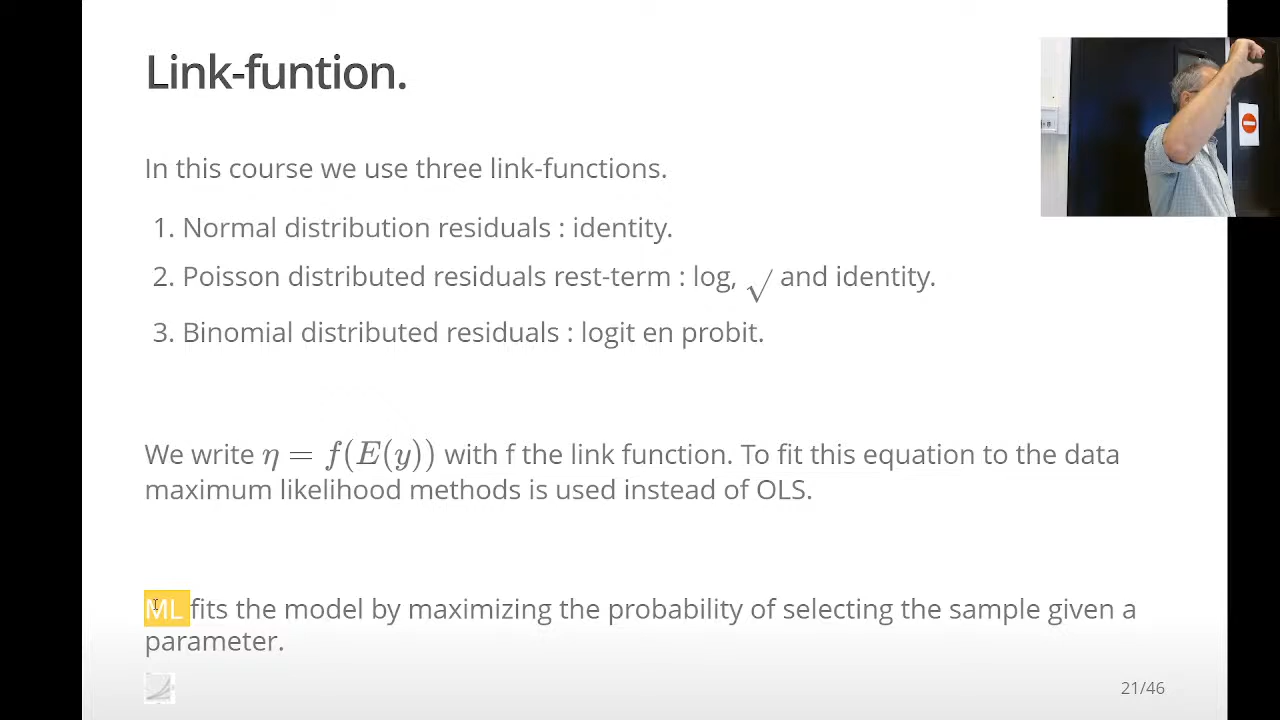 Link-funtion.
In this course we use three link-functions.
1. Normal distribution residuals : identity.
2. Poisson distributed residuals rest-term : log, √ and identity.
3. Binomial distributed residuals : logit en probit.
We write η = f(E(y)) with f the link function. To fit this equation to the data
maximum likelihood methods is used instead of OLS.
ML fits the model by maximizing the probability of selecting the sample given a
parameter.
21/46